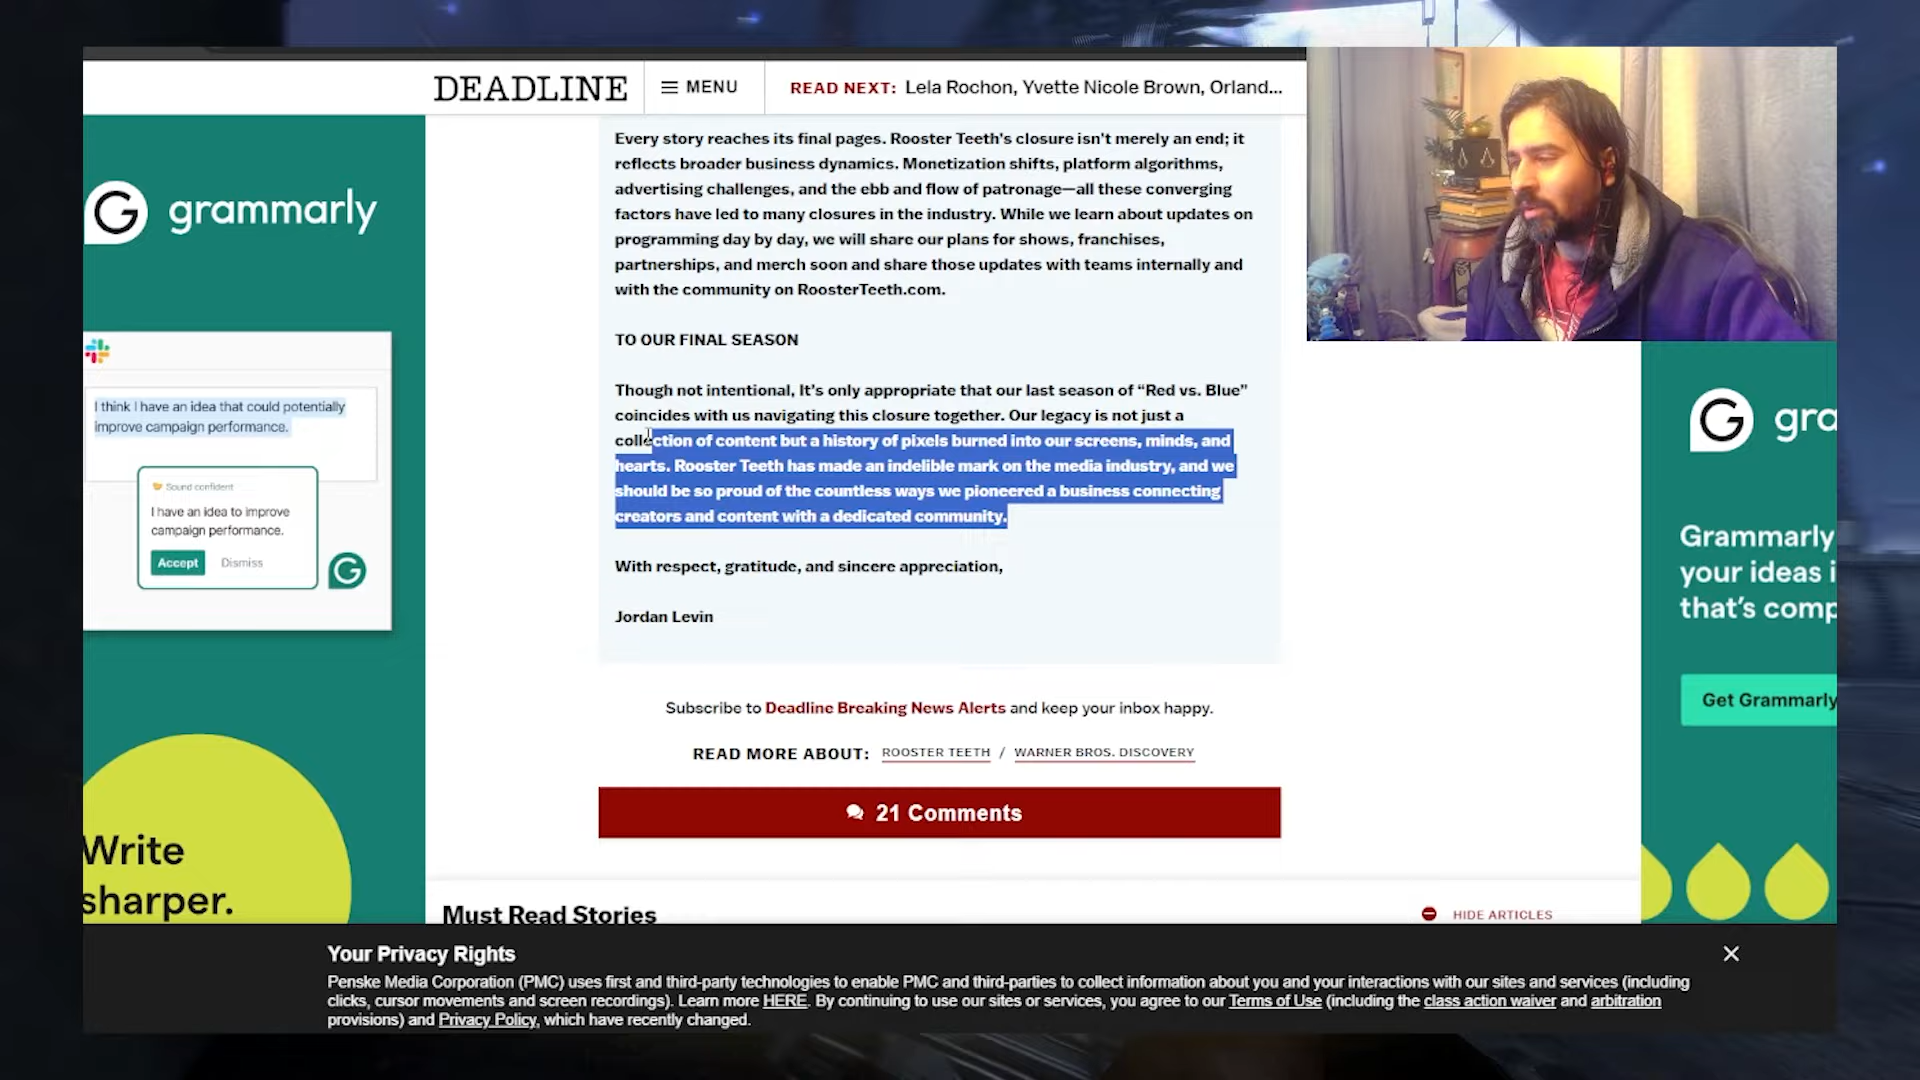 DEADLINE
MENU
READ NEXT: Lela Rochon, Yvette Nicole Brown, Orland...
Every story reaches its final pages. Rooster Teeth's closure isn't merely an end; it
reflects broader business dynamics. Monetization shifts, platform algorithms,
advertising challenges, and the ebb and flow of patronage—all these converging
factors have led to many closures in the industry. While we learn about updates on
programming day by day, we will share our plans for shows, franchises,
partnerships, and merch soon and share those updates with teams internally and
with the community on RoosterTeeth.com.
TO OUR FINAL SEASON
Though not intentional, It's only appropriate that our last season of “Red vs. Blue”
coincides with us navigating this closure together. Our legacy is not just a
collection of content but a history of pixels burned into our screens, minds, and
hearts. Rooster Teeth has made an indelible mark on the media industry, and we
should be so proud of the countless ways we pioneered a business connecting
creators and content with a dedicated community.
With respect, gratitude, and sincere appreciation,
Jordan Levin
Subscribe to Deadline Breaking News Alerts and keep your inbox happy.
READ MORE ABOUT: ROOSTER TEETH / WARNER BROS. DISCOVERY
21 Comments
Must Read Stories
HIDE ARTICLES
grammarly
I think I have an idea that could potentially
improve campaign performance.
Sound confident
I have an idea to improve
campaign performance.
Accept
Dismiss
Write
sharper.
gra
Grammarly
your ideas i
that's comp
Get Grammarly
Your Privacy Rights
Penske Media Corporation (PMC) uses first and third-party technologies to enable PMC and third-parties to collect information about you and your interactions with our sites and services (including
clicks, cursor movements and screen recordings). Learn more HERE. By continuing to use our sites or services, you agree to our Terms of Use (including the class action waiver and arbitration
provisions) and Privacy Policy, which have recently changed.